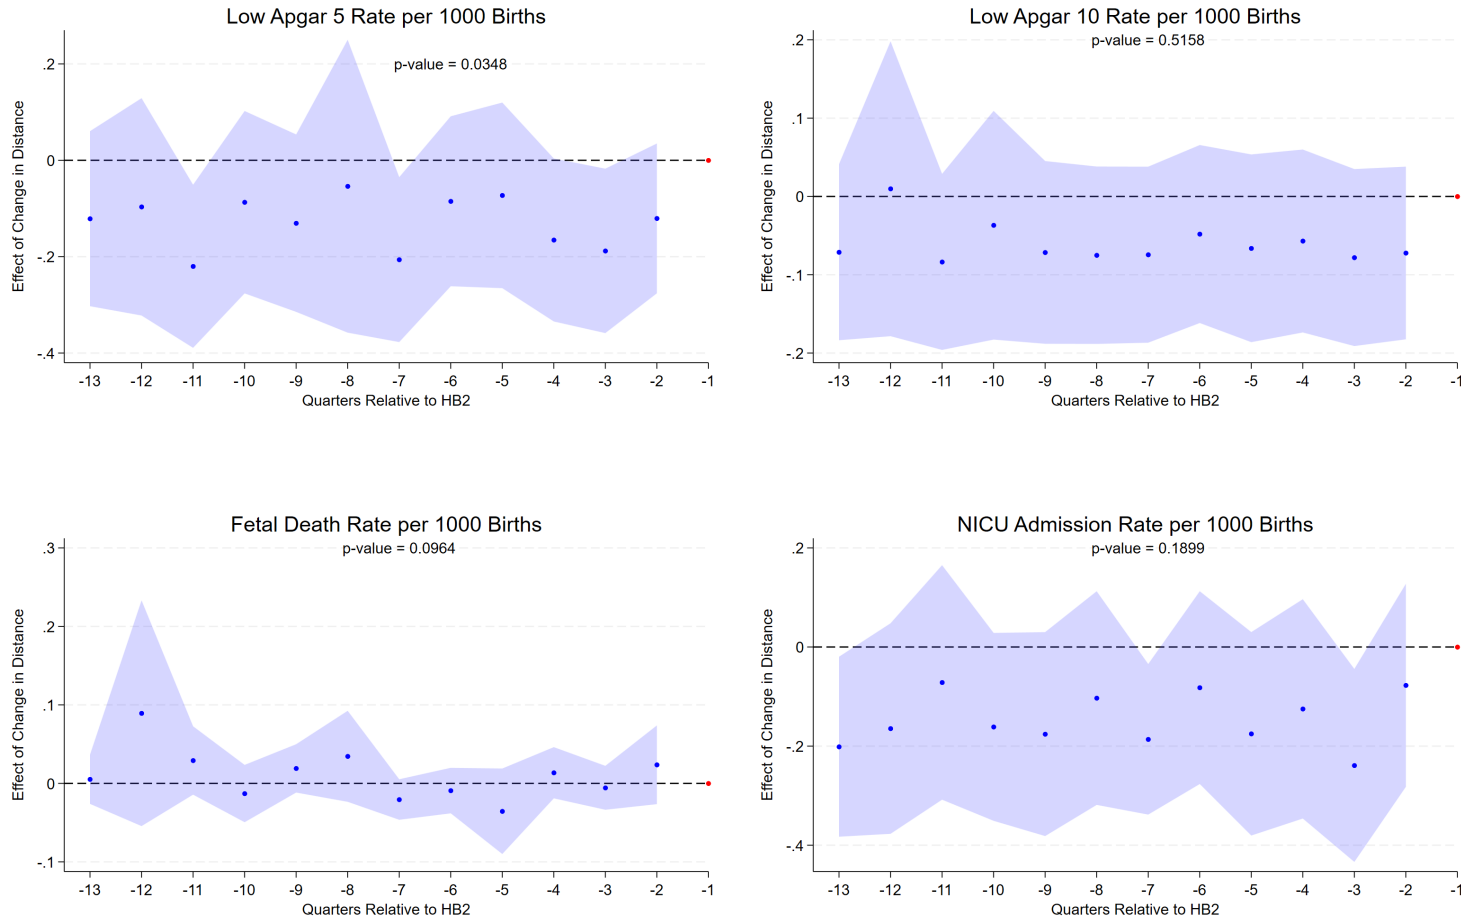 Low Apgar 5 Rate per 1000 Births
p-value = 0.0348
Effect of Change in Distance
.2
0
-.2
-.4
-13 -12 -11 -10 -9 -8 -7 -6 -5 -4 -3 -2 -1
Quarters Relative to HB2
Low Apgar 10 Rate per 1000 Births
p-value = 0.5158
Effect of Change in Distance
.2
.1
0
-.1
-.2
-13 -12 -11 -10 -9 -8 -7 -6 -5 -4 -3 -2 -1
Quarters Relative to HB2
Fetal Death Rate per 1000 Births
p-value = 0.0964
Effect of Change in Distance
.3
.2
.1
0
-.1
-13 -12 -11 -10 -9 -8 -7 -6 -5 -4 -3 -2 -1
Quarters Relative to HB2
NICU Admission Rate per 1000 Births
p-value = 0.1899
Effect of Change in Distance
.2
0
-.2
-.4
-13 -12 -11 -10 -9 -8 -7 -6 -5 -4 -3 -2 -1
Quarters Relative to HB2